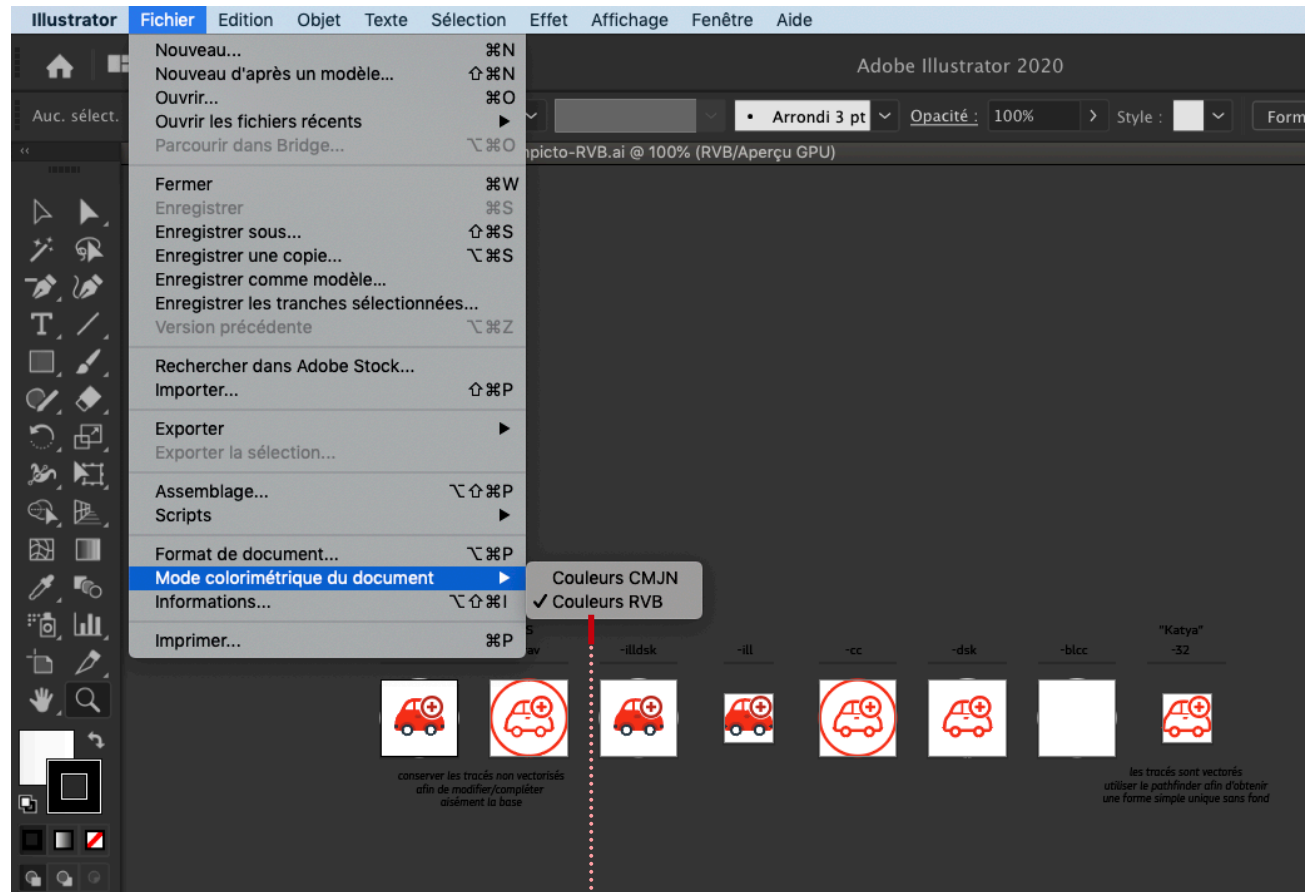 Illustrator Fichier Edition Objet Texte Sélection Effet Affichage Fenêtre Aide
Adobe Illustrator 2020
Auc. sélect.
Arrondi 3 pt Opacité : 100% Style : Form
picto-RVB.ai @ 100% (RVB/Aperçu GPU)
Nouveau... ⌘N
Nouveau d'après un modèle... ⇧⌘N
Ouvrir... ⌘O
Ouvrir les fichiers récents
Parcourir dans Bridge... ⌥⌘O
Fermer ⌘W
Enregistrer ⌘S
Enregistrer sous... ⇧⌘S
Enregistrer une copie... ⌥⌘S
Enregistrer comme modèle...
Enregistrer les tranches sélectionnées...
Version précédente ⌥⌘Z
Rechercher dans Adobe Stock...
Importer... ⇧⌘P
Exporter
Exporter la sélection...
Assemblage... ⌥⇧⌘P
Scripts
Format de document... ⌥⌘P
Mode colorimétrique du document
Informations... ⌥⇧⌘I
Imprimer... ⌘P
Couleurs CMJN
✓ Couleurs RVB
"Katya"
av -illdsk -ill -cc -dsk -blcc -32
conserver les tracés non vectorisés
afin de modifier/compléter
aisément la base
les tracés sont vectorés
utiliser le pathfinder afin d'obtenir
une forme simple unique sans fond